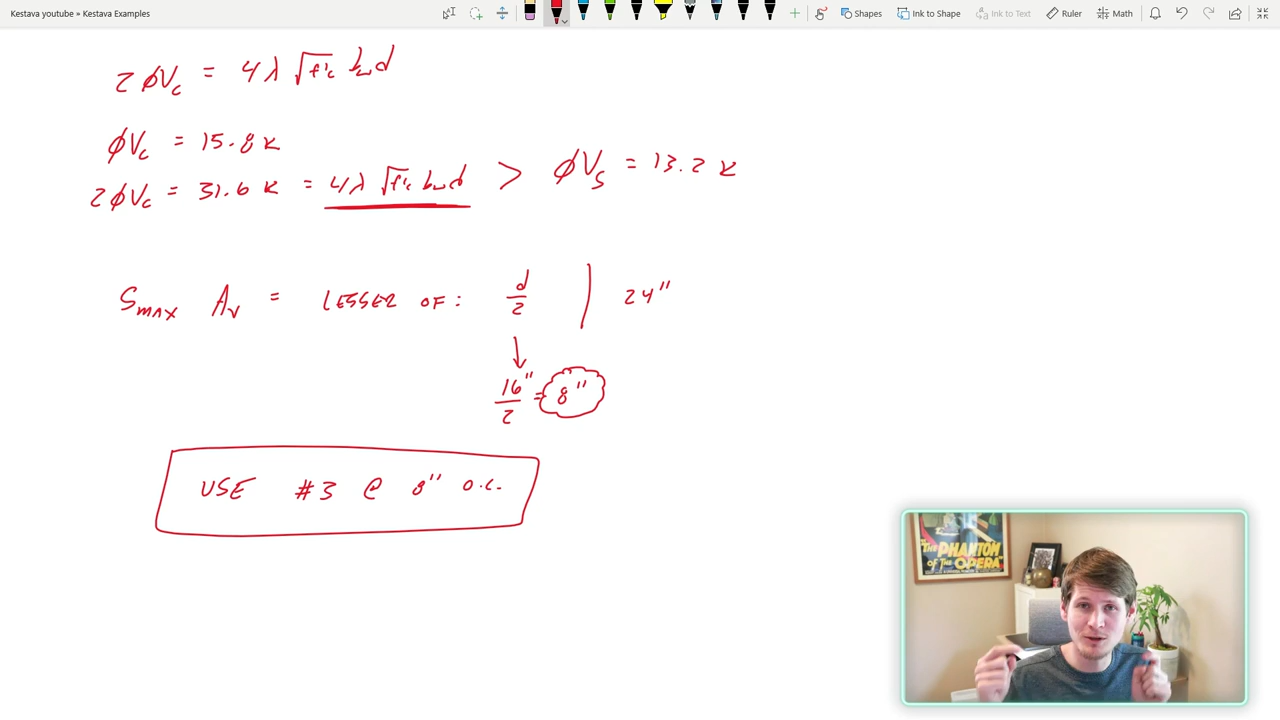 Kestava youtube » Kestava Examples
Shapes
Ink to Shape
Ink to Text
Ruler
Math
2ϕVc = 4λ √f'c bwd
ϕVc = 15.8 K
2ϕVc = 31.6 K = 4λ √f'c bwd > ϕVs = 13.2 K
SMAX Av = LESSER OF: d/2 | 24"
16"/2 = 8"
USE #3 @ 8" O.C.
"THE PHANTOM
OF THE OPERA"